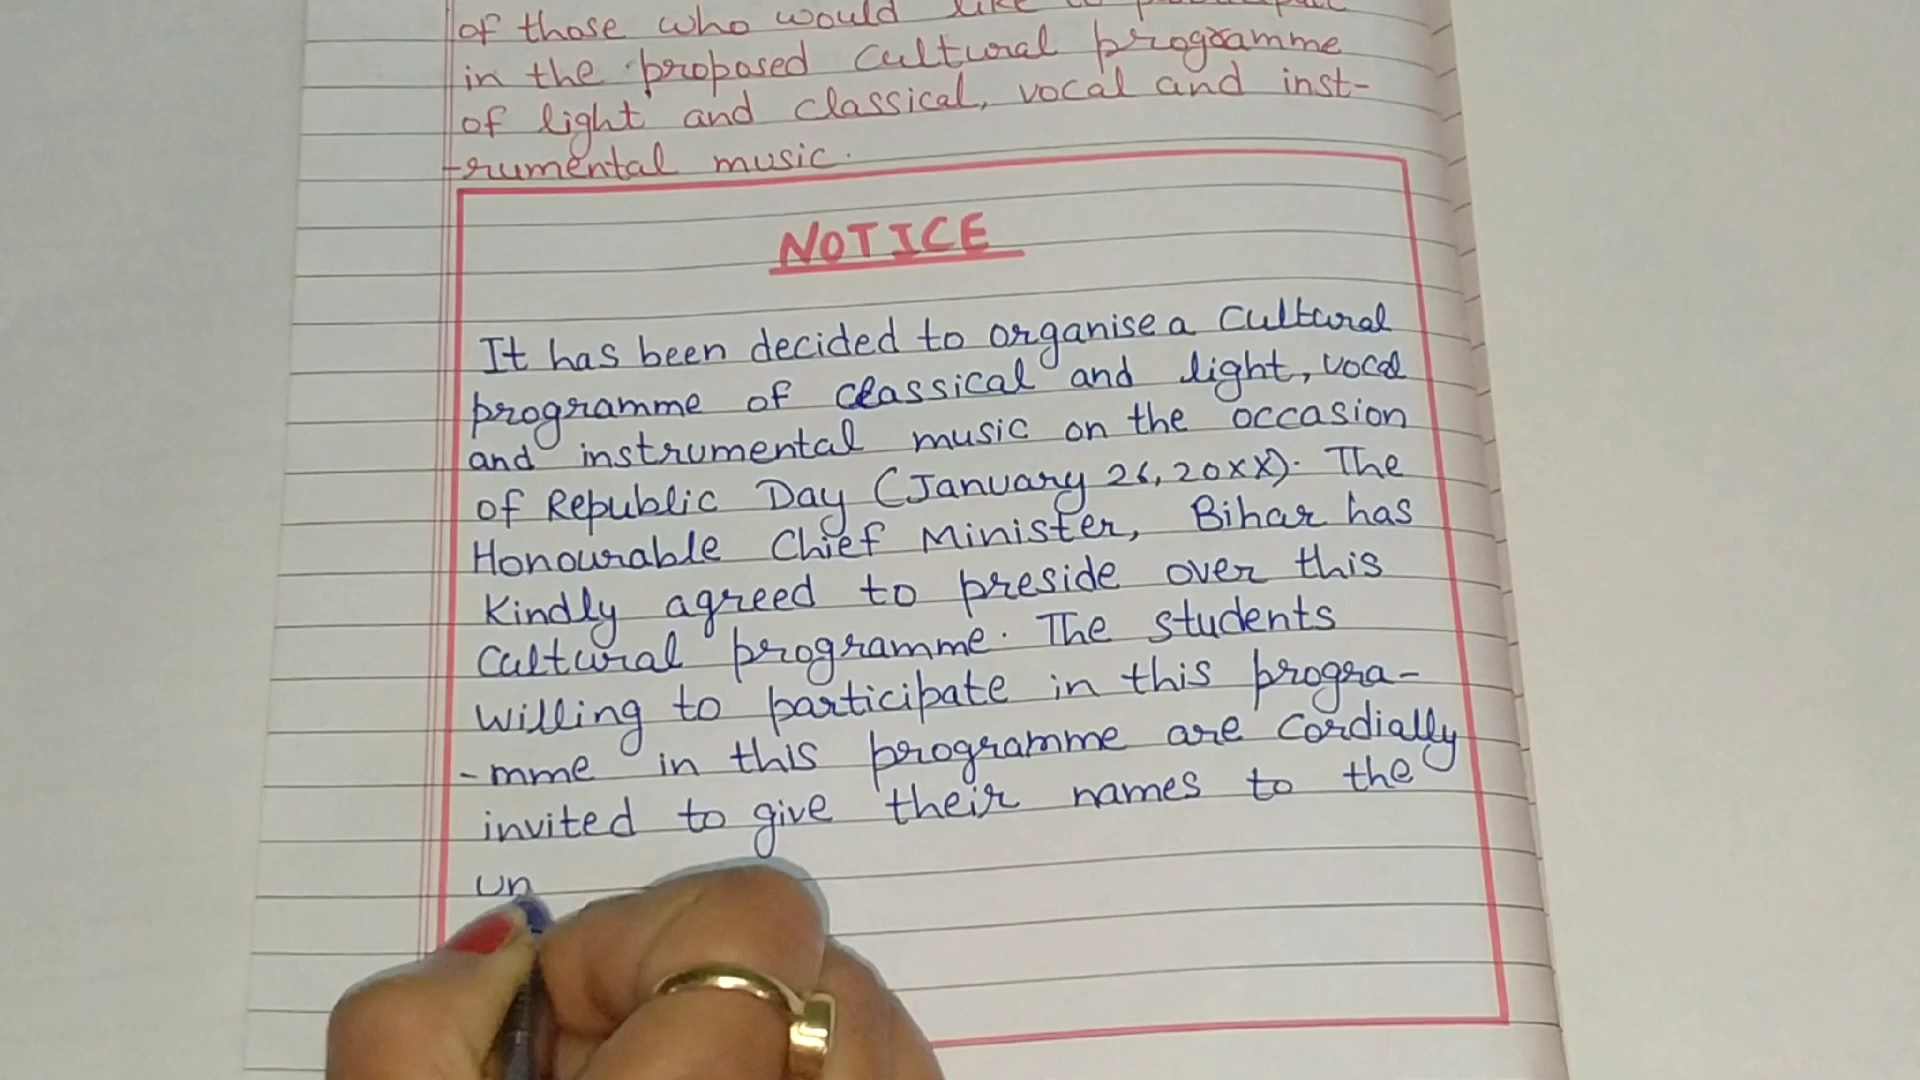 of those who would like to participate
in the proposed cultural programme
of light and classical, vocal and inst-
-rumental music.
NOTICE
It has been decided to organise a cultural
programme of classical and light, vocal
and instrumental music on the occasion
of Republic Day (January 26, 20XX). The
Honourable Chief Minister, Bihar has
Kindly agreed to preside over this
cultural programme. The students
willing to participate in this progra-
-mme in this programme are cordially
invited to give their names to the
un